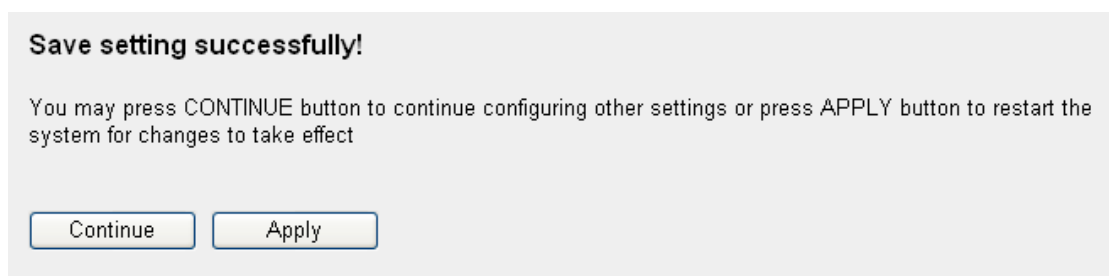 Save setting successfully!
You may press CONTINUE button to continue configuring other settings or press APPLY button to restart the
system for changes to take effect
Continue
Apply